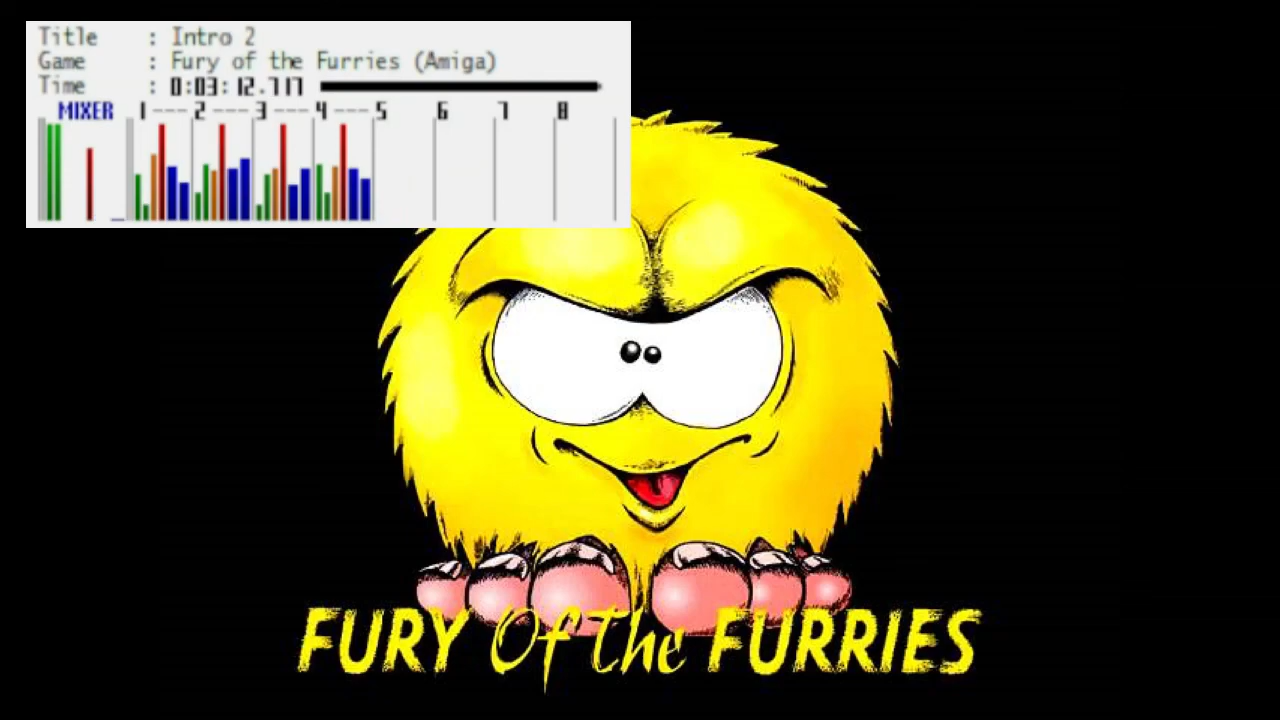 Title : Intro 2
Game : Fury of the Furries (Amiga)
Time : 0:03:12.717
MIXER 1 --- 2 --- 3 --- 4 --- 5 6 7 8
FURY Of the FURRIES